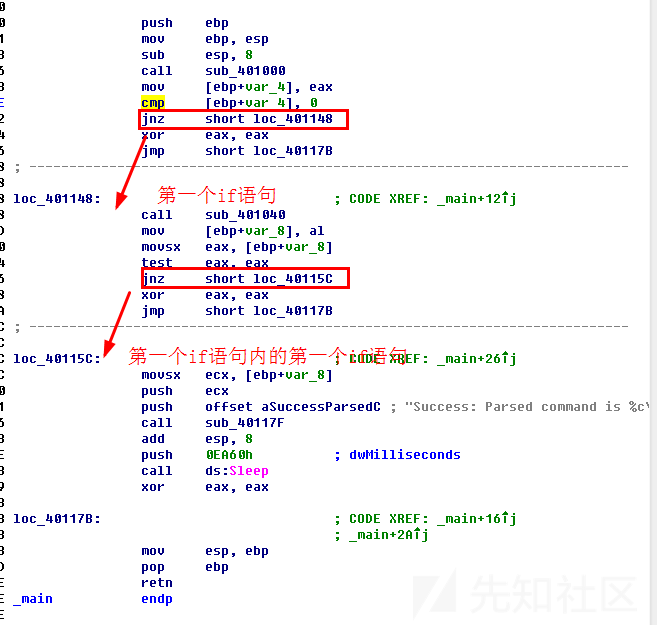 push ebp
mov ebp, esp
sub esp, 8
call sub_401000
mov [ebp+var_4], eax
cmp [ebp+var_4], 0
jnz short loc_401148
xor eax, eax
jmp short loc_40117B
; ---------------------------------------------------------------------------
loc_401148: ; CODE XREF: _main+12↑j
第一个if语句
call sub_401040
mov [ebp+var_8], al
movsx eax, [ebp+var_8]
test eax, eax
jnz short loc_40115C
xor eax, eax
jmp short loc_40117B
; ---------------------------------------------------------------------------
loc_40115C: ; CODE XREF: _main+26↑j
第一个if语句内的第一个if语句
movsx ecx, [ebp+var_8]
push ecx
push offset aSuccessParsedC ; "Success: Parsed command is %c\
call sub_40117F
add esp, 8
push 0EA60h ; dwMilliseconds
call ds:Sleep
xor eax, eax
loc_40117B: ; CODE XREF: _main+16↑j
; _main+2A↑j
mov esp, ebp
pop ebp
retn
_main endp
先知社区